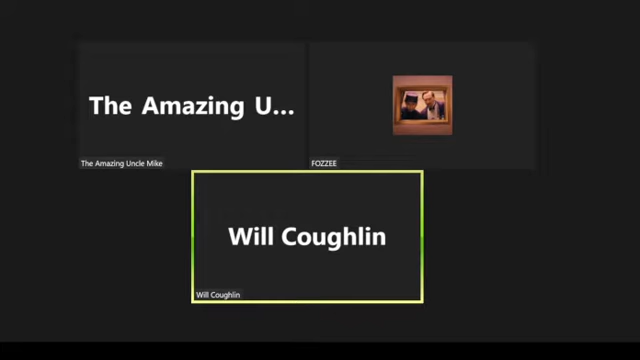 The Amazing U...
The Amazing Uncle Mike
FOZZEE
Will Coughlin
Will Coughlin